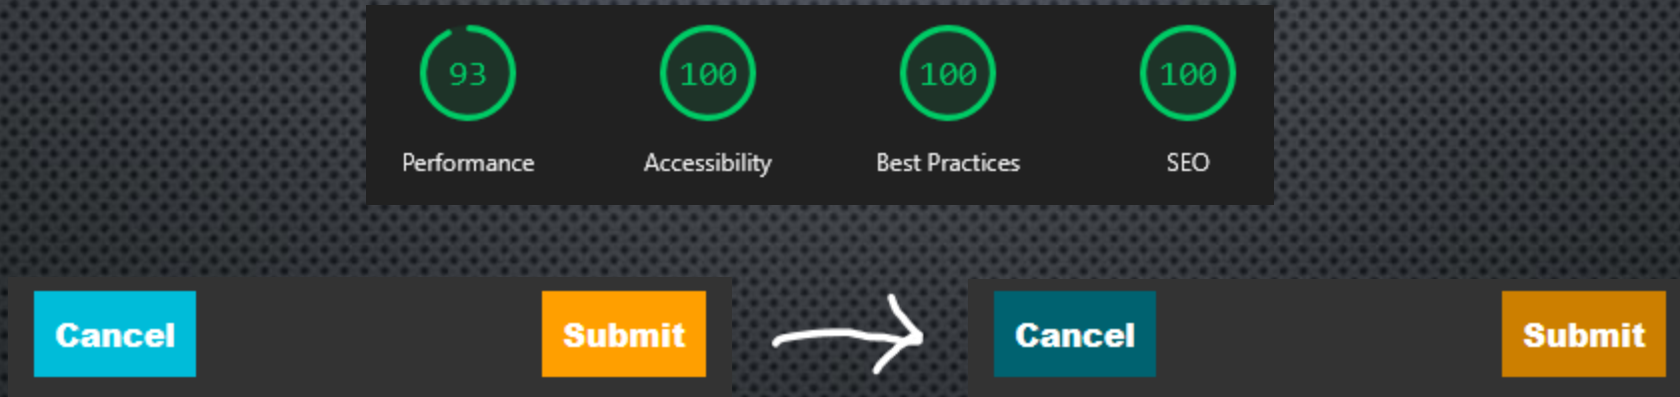 93 100 100 100
Performance Accessibility Best Practices SEO
Cancel Submit Cancel Submit